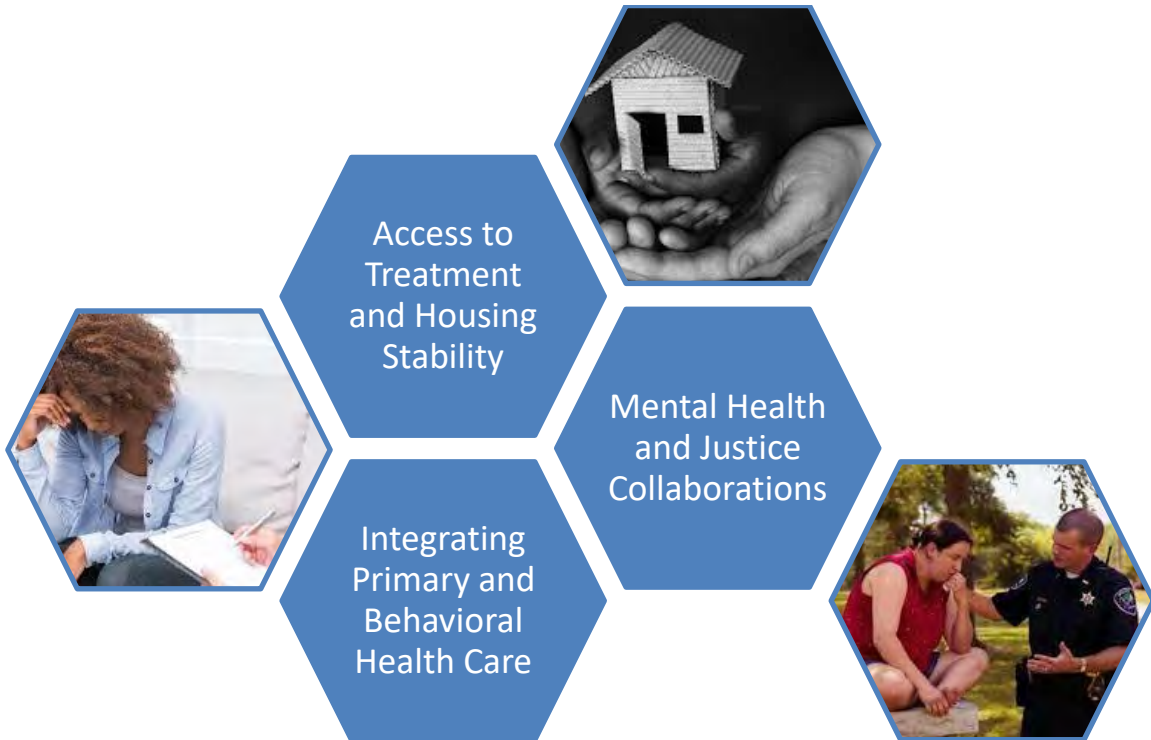 Access to
Treatment
and Housing
Stability
Mental Health
and Justice
Collaborations
Integrating
Primary and
Behavioral
Health Care